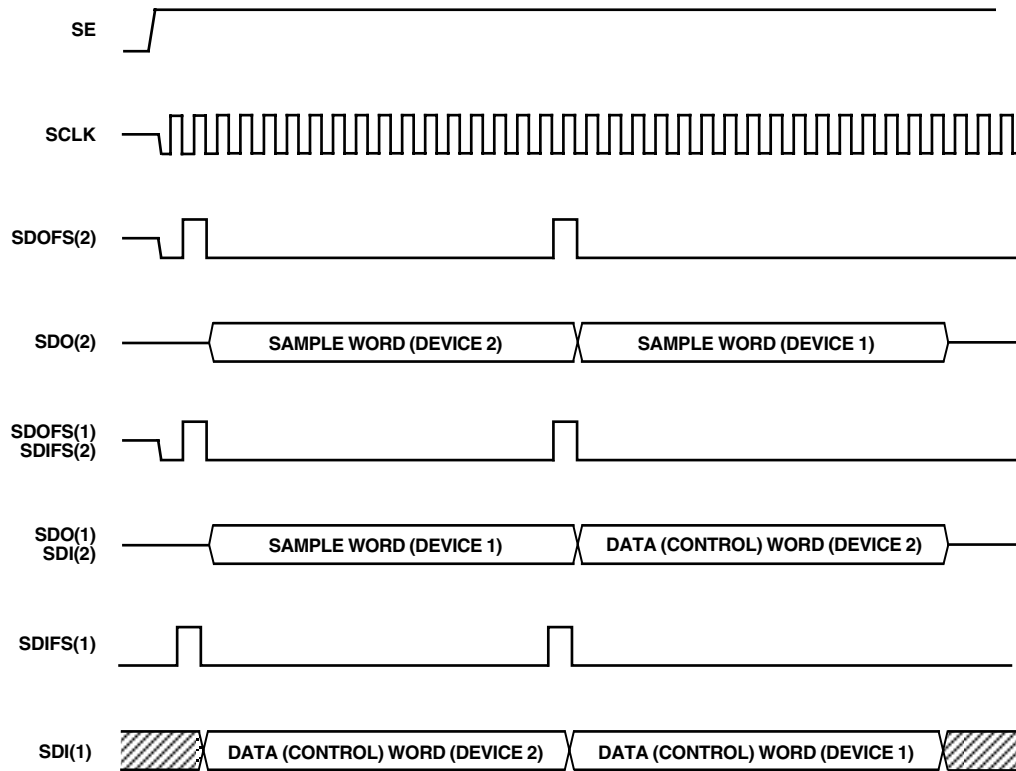 SE
SCLK
SDOFS(2)
SDO(2)
SAMPLE WORD (DEVICE 2)
SAMPLE WORD (DEVICE 1)
SDOFS(1)
SDIFS(2)
SDO(1)
SDI(2)
SAMPLE WORD (DEVICE 1)
DATA (CONTROL) WORD (DEVICE 2)
SDIFS(1)
SDI(1)
DATA (CONTROL) WORD (DEVICE 2)
DATA (CONTROL) WORD (DEVICE 1)